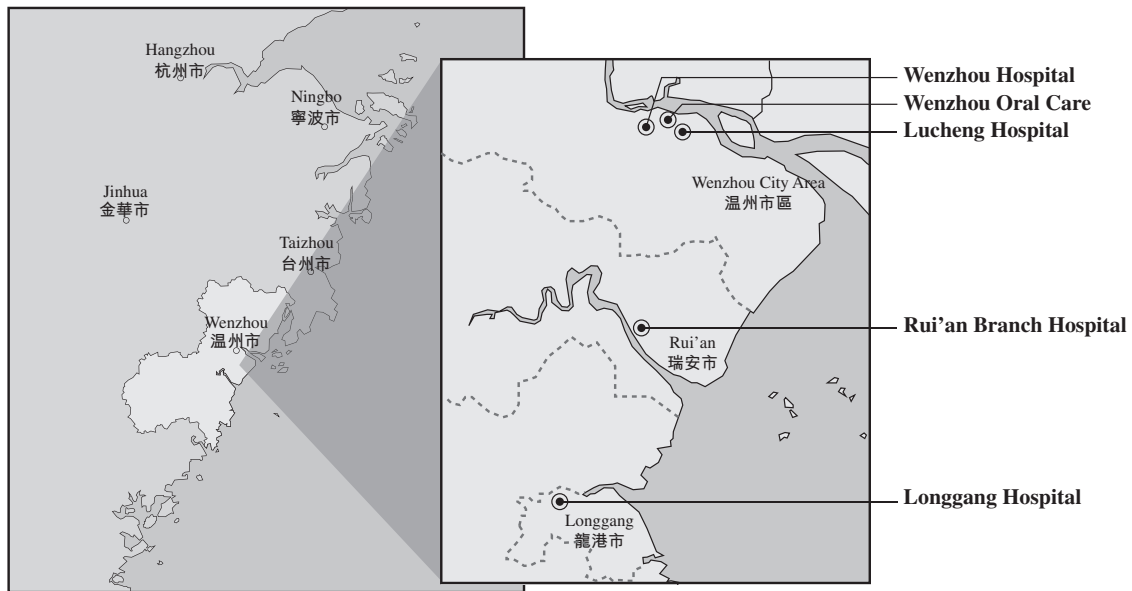 Hangzhou
杭州市
Ningbo
寧波市
Jinhua
金華市
Taizhou
台州市
Wenzhou
温州市
Wenzhou Hospital
Wenzhou Oral Care
Lucheng Hospital
Wenzhou City Area
温州市區
Rui'an Branch Hospital
Rui'an
瑞安市
Longgang Hospital
Longgang
龍港市